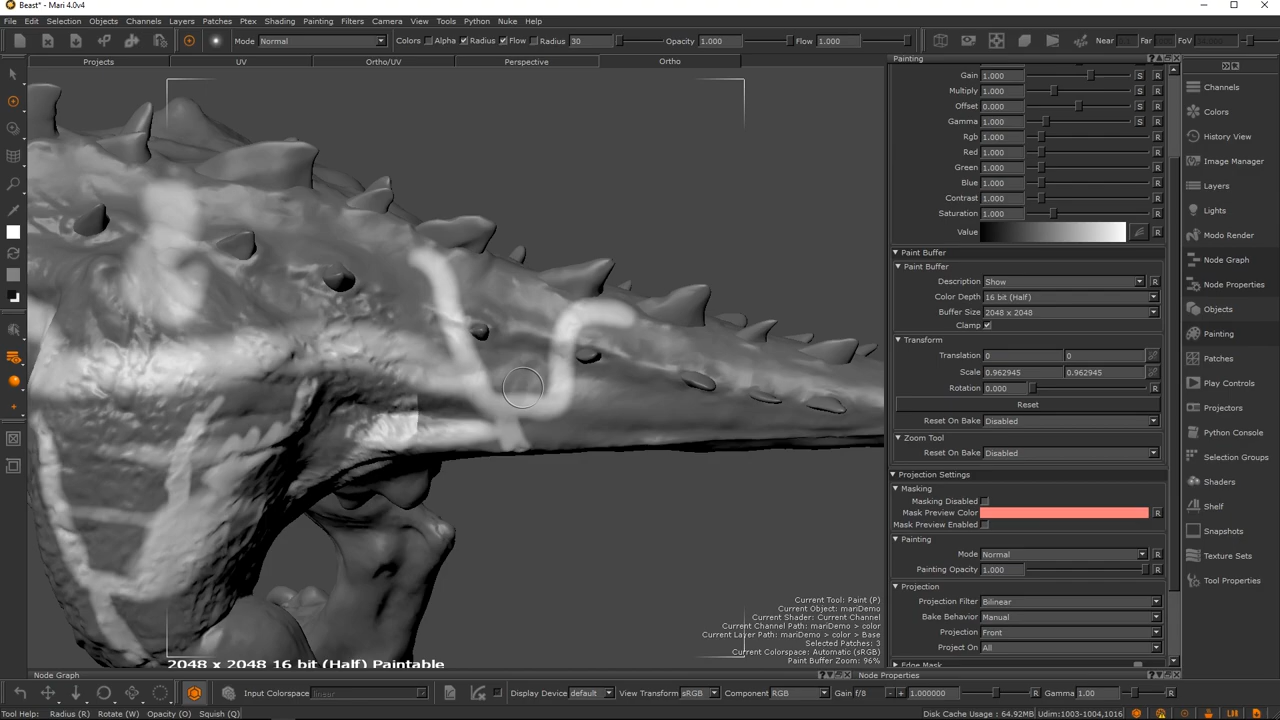 Beast* - Mari 4.0v4
File Edit Selection Objects Channels Layers Patches Ptex Shading Painting Filters Camera View Tools Python Nuke Help
Mode Normal Colors Alpha Radius Flow Radius 30 Opacity 1.000 Flow 1.000 Near Far FoV
Projects UV Ortho/UV Perspective Ortho
Painting
Gain 1.000 S R
Multiply 1.000 S R
Offset 0.000 S R
Gamma 1.000 S R
Rgb 1.000 R
Red 1.000 R
Green 1.000 R
Blue 1.000 R
Contrast 1.000 R
Saturation 1.000 R
Value R
Paint Buffer
Paint Buffer
Description Show R
Color Depth 16 bit (Half)
Buffer Size 2048 x 2048
Clamp
Transform
Translation 0 0
Scale 0.962945 0.962945
Rotation 0.000 R
Reset
Reset On Bake Disabled
Zoom Tool
Reset On Bake Disabled
Projection Settings
Masking
Masking Disabled
Mask Preview Color R
Mask Preview Enabled
Painting
Mode Normal R
Painting Opacity 1.000 R
Projection
Projection Filter Bilinear
Bake Behavior Manual
Projection Front
Project On All
Edge Mask
Channels
Colors
History View
Image Manager
Layers
Lights
Modo Render
Node Graph
Node Properties
Objects
Painting
Patches
Play Controls
Projectors
Python Console
Selection Groups
Shaders
Shelf
Snapshots
Texture Sets
Tool Properties
Current Tool: Paint (P)
Current Object: mariDemo
Current Shader: Current Channel
Current Channel Path: mariDemo > color
Current Layer Path: mariDemo > color > Base
Selected Patches: 3
Current Colorspace: Automatic (sRGB)
Paint Buffer Zoom: 96%
2048 x 2048 16 bit (Half) Paintable
Node Graph Node Properties
Input Colorspace linear Display Device default View Transform sRGB Component RGB Gain f/8 - + 1.000000 R Gamma 1.00 R
Tool Help: Radius (R) Rotate (W) Opacity (O) Squish (Q) Disk Cache Usage : 64.92MB Udim:1003-1004,1016